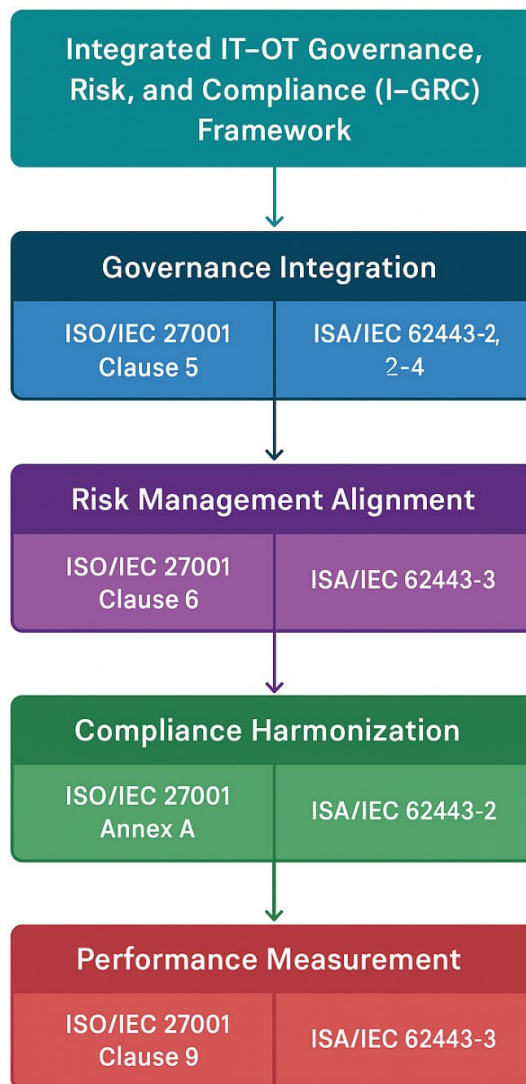 Integrated IT–OT Governance,
Risk, and Compliance (I–GRC)
Framework
Governance Integration
ISO/IEC 27001
Clause 5
ISA/IEC 62443-2,
2-4
Risk Management Alignment
ISO/IEC 27001
Clause 6
ISA/IEC 62443-3
Compliance Harmonization
ISO/IEC 27001
Annex A
ISA/IEC 62443-2
Performance Measurement
ISO/IEC 27001
Clause 9
ISA/IEC 62443-3